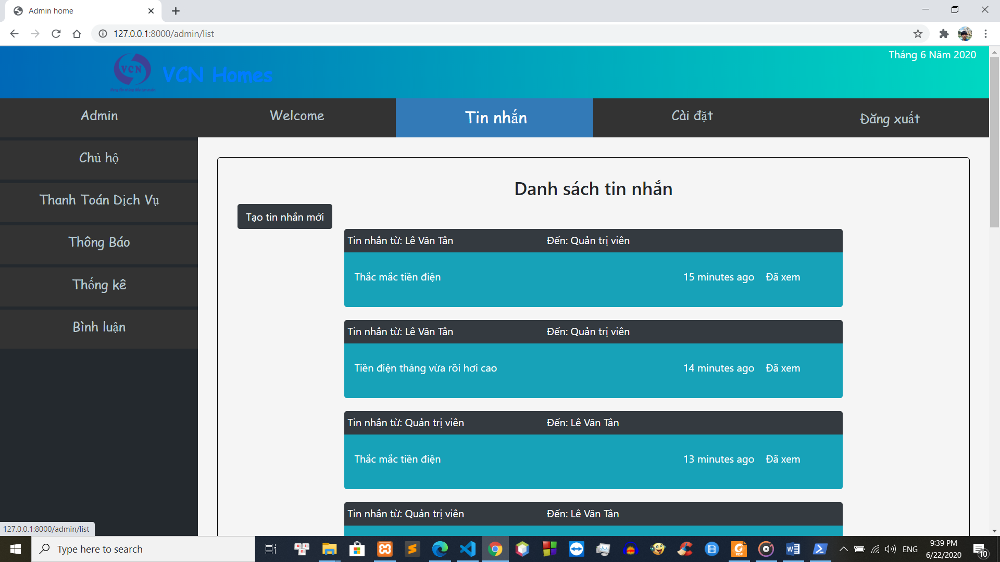 Admin home
127.0.0.1:8000/admin/list
Tháng 6 Năm 2020
VCN
VCN Homes
Admin
Welcome
Tin nhắn
Cài đặt
Đăng xuất
Chủ hộ
Thanh Toán Dịch Vụ
Thông Báo
Thống kê
Bình luận
Danh sách tin nhắn
Tạo tin nhắn mới
Tin nhắn từ: Lê Văn Tân Đến: Quản trị viên
Thắc mắc tiền điện 15 minutes ago Đã xem
Tin nhắn từ: Lê Văn Tân Đến: Quản trị viên
Tiền điện tháng vừa rồi hơi cao 14 minutes ago Đã xem
Tin nhắn từ: Quản trị viên Đến: Lê Văn Tân
Thắc mắc tiền điện 13 minutes ago Đã xem
Tin nhắn từ: Quản trị viên Đến: Lê Văn Tân
127.0.0.1:8000/admin/list
Type here to search
ENG
9:39 PM
6/22/2020
10